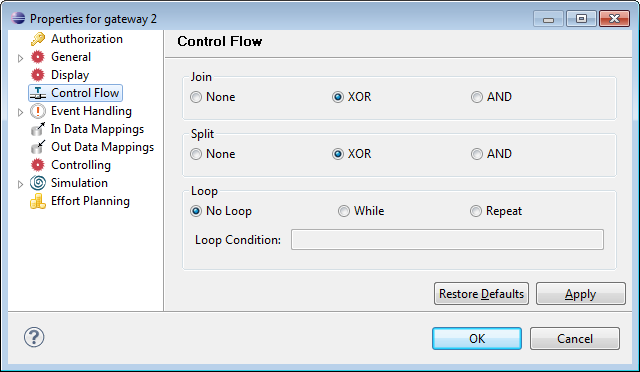 Properties for gateway 2
Authorization
General
Display
Control Flow
Event Handling
In Data Mappings
Out Data Mappings
Controlling
Simulation
Effort Planning
Control Flow
Join
None XOR AND
Split
None XOR AND
Loop
No Loop While Repeat
Loop Condition:
Restore Defaults Apply
? OK Cancel